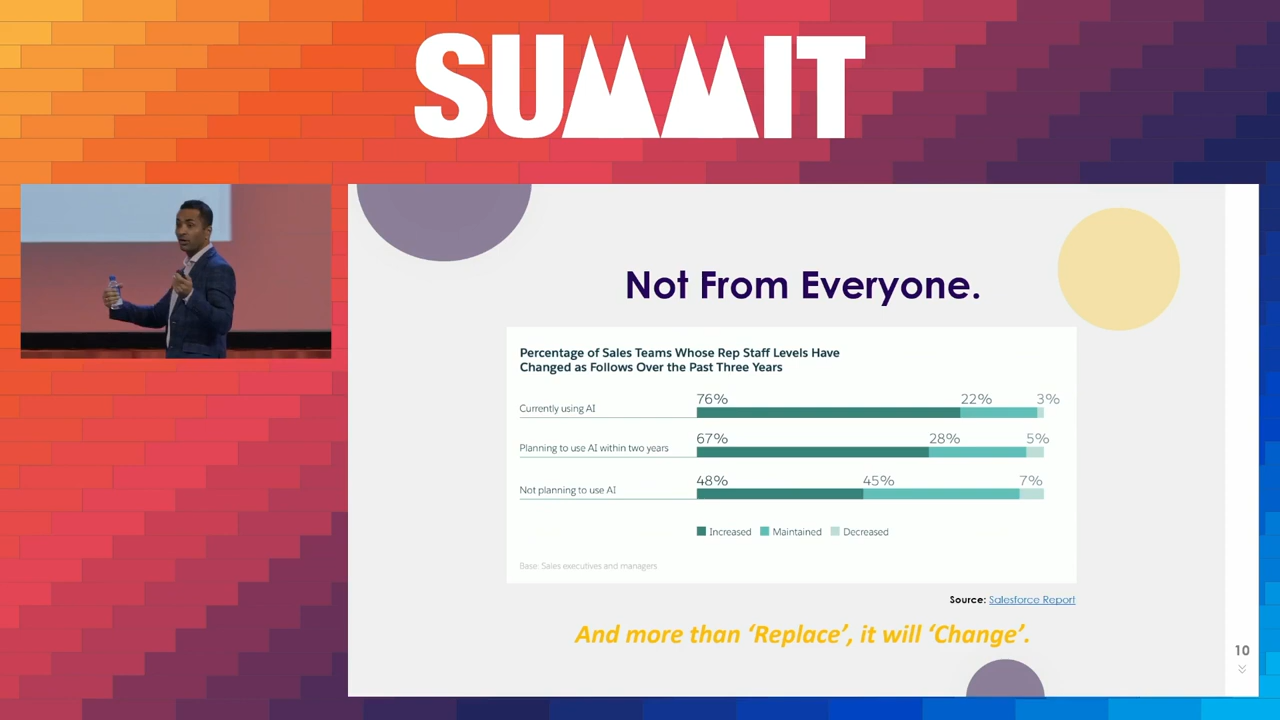 SUMMIT
Not From Everyone.
Percentage of Sales Teams Whose Rep Staff Levels Have
Changed as Follows Over the Past Three Years
Currently using AI
76%
22%
3%
Planning to use AI within two years
67%
28%
5%
Not planning to use AI
48%
45%
7%
Increased
Maintained
Decreased
Base: Sales executives and managers
Source: Salesforce Report
And more than ‘Replace’, it will ‘Change’.
10